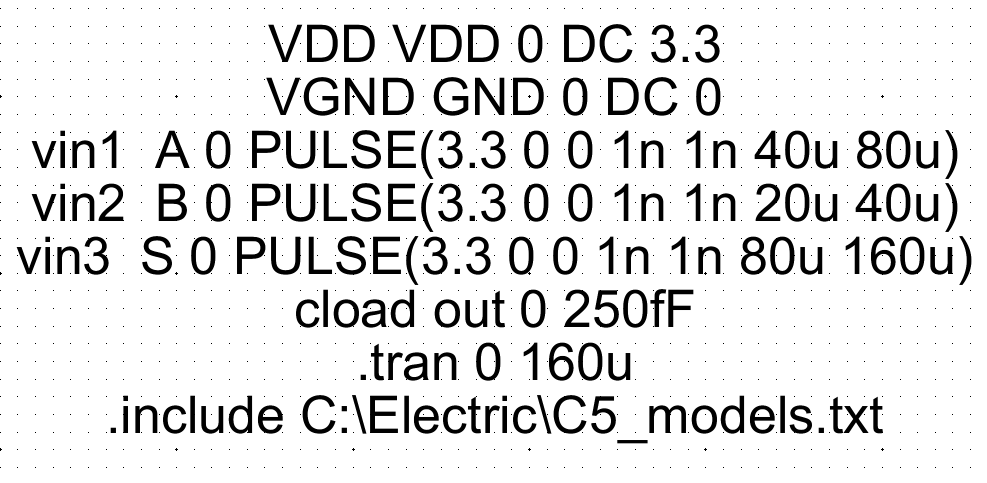 VDD VDD 0 DC 3.3
VGND GND 0 DC 0
vin1  A 0 PULSE(3.3 0 0 1n 1n 40u 80u)
vin2  B 0 PULSE(3.3 0 0 1n 1n 20u 40u)
vin3  S 0 PULSE(3.3 0 0 1n 1n 80u 160u)
cload out 0 250fF
.tran 0 160u
.include C:\Electric\C5_models.txt